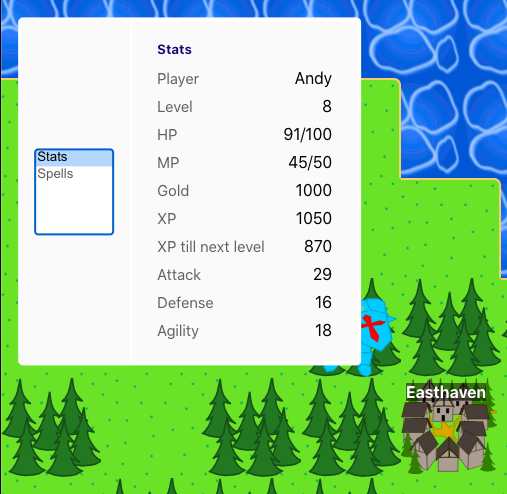 Stats
Spells
Stats
Player Andy
Level 8
HP 91/100
MP 45/50
Gold 1000
XP 1050
XP till next level 870
Attack 29
Defense 16
Agility 18
Easthaven